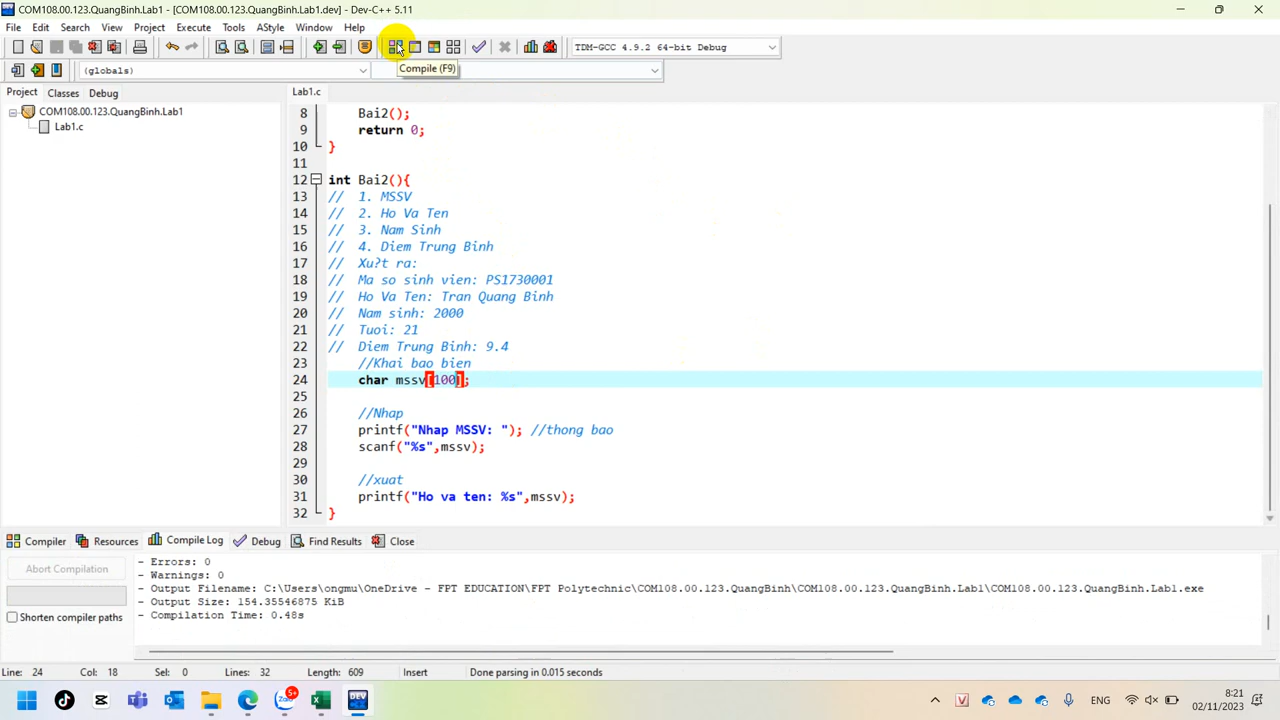 COM108.00.123.QuangBinh.Lab1 - [COM108.00.123.QuangBinh.Lab1.dev] - Dev-C++ 5.11
File Edit Search View Project Execute Tools AStyle Window Help
TDM-GCC 4.9.2 64-bit Debug
Compile (F9)
(globals)
Project Classes Debug
Lab1.c
COM108.00.123.QuangBinh.Lab1
Lab1.c
8 Bai2();
9 return 0;
10 }
11
12 int Bai2(){
13 // 1. MSSV
14 // 2. Ho Va Ten
15 // 3. Nam Sinh
16 // 4. Diem Trung Binh
17 // Xu?t ra:
18 // Ma so sinh vien: PS1730001
19 // Ho Va Ten: Tran Quang Binh
20 // Nam sinh: 2000
21 // Tuoi: 21
22 // Diem Trung Binh: 9.4
23 //Khai bao bien
24 char mssv[100];
25
26 //Nhap
27 printf("Nhap MSSV: "); //thong bao
28 scanf("%s",mssv);
29
30 //xuat
31 printf("Ho va ten: %s",mssv);
32 }
Compiler Resources Compile Log Debug Find Results Close
Abort Compilation
Shorten compiler paths
- Errors: 0
- Warnings: 0
- Output Filename: C:\Users\ongmu\OneDrive - FPT EDUCATION\FPT Polytechnic\COM108.00.123.QuangBinh\COM108.00.123.QuangBinh.Lab1\COM108.00.123.QuangBinh.Lab1.exe
- Output Size: 154.35546875 KiB
- Compilation Time: 0.48s
Line: 24 Col: 18 Sel: 0 Lines: 32 Length: 609 Insert Done parsing in 0.015 seconds
DEV
5+
V
ENG
8:21
02/11/2023